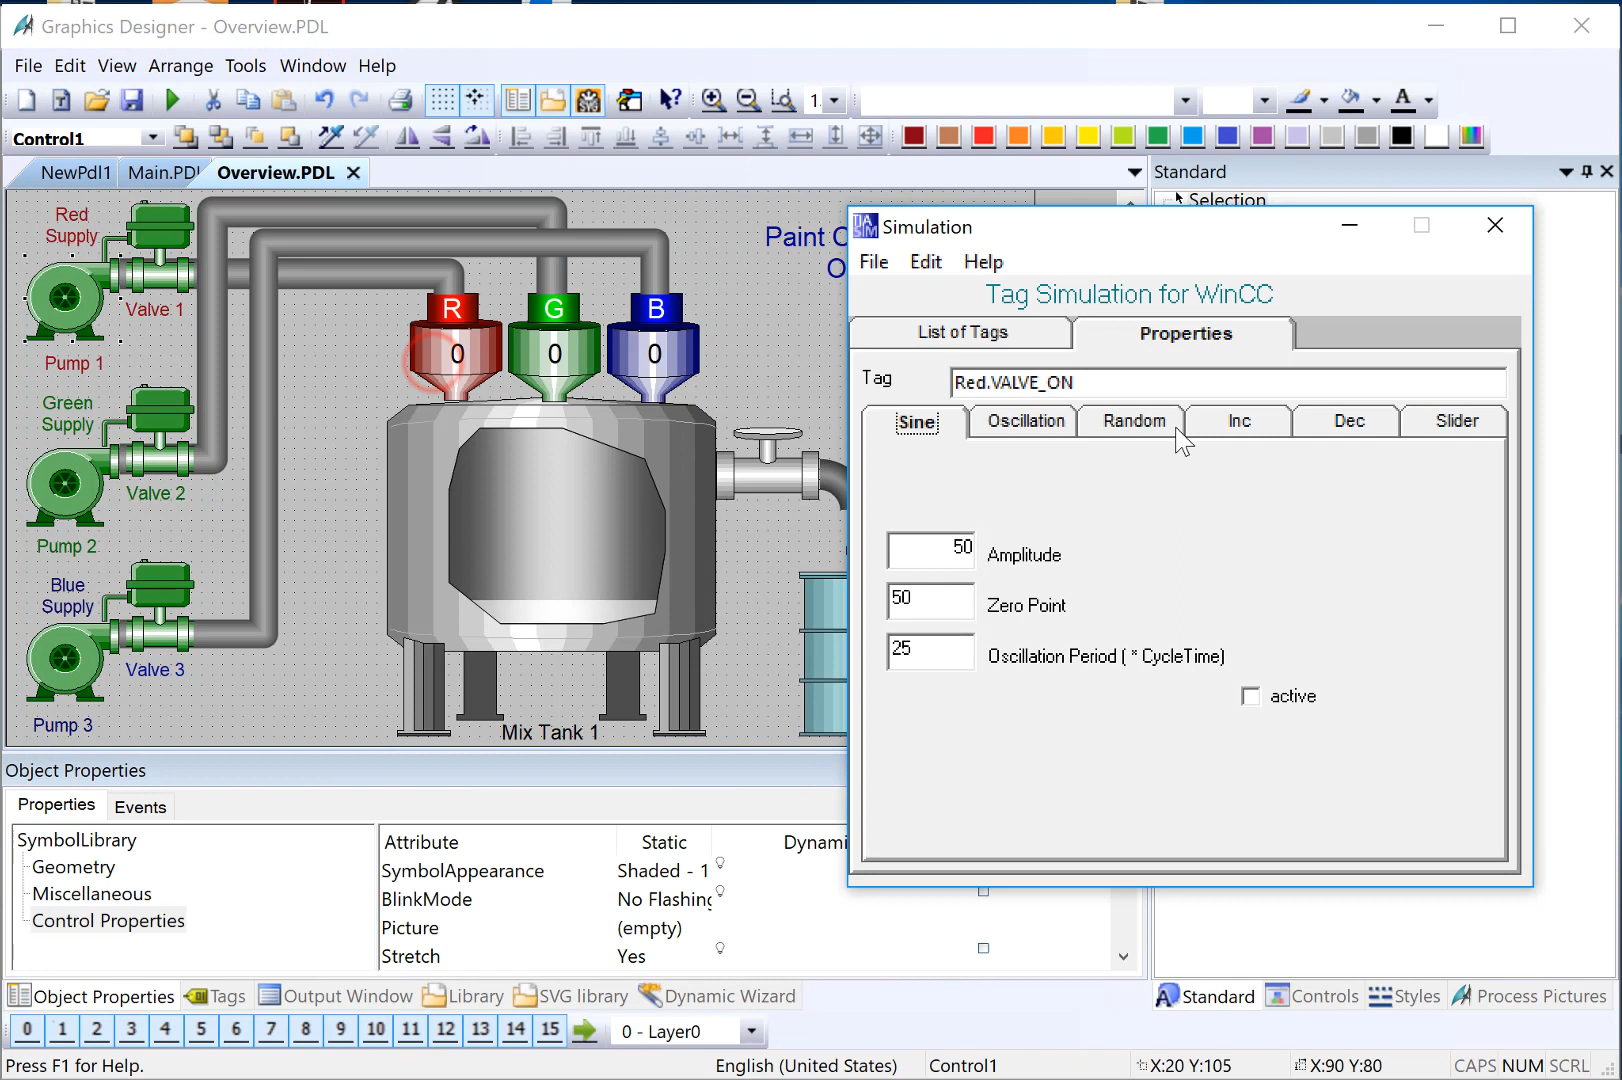 Graphics Designer - Overview.PDL
File Edit View Arrange Tools Window Help
1
Control1
NewPdl1 Main.PDL Overview.PDL
Standard
Selection
Red
Supply
Valve 1
Pump 1
Green
Supply
Valve 2
Pump 2
Blue
Supply
Valve 3
Pump 3
R G B
0 0 0
Paint
Mix Tank 1
Simulation
File Edit Help
Tag Simulation for WinCC
List of Tags Properties
Tag Red.VALVE_ON
Sine Oscillation Random Inc Dec Slider
50 Amplitude
50 Zero Point
25 Oscillation Period ( * CycleTime)
active
Object Properties
Properties Events
SymbolLibrary
Geometry
Miscellaneous
Control Properties
Attribute Static Dynami
SymbolAppearance Shaded - 1
BlinkMode No Flashing
Picture (empty)
Stretch Yes
Object Properties Tags Output Window Library SVG library Dynamic Wizard
Standard Controls Styles Process Pictures
0 1 2 3 4 5 6 7 8 9 10 11 12 13 14 15 0 - Layer0
Press F1 for Help. English (United States) Control1 X:20 Y:105 X:90 Y:80 CAPS NUM SCRL